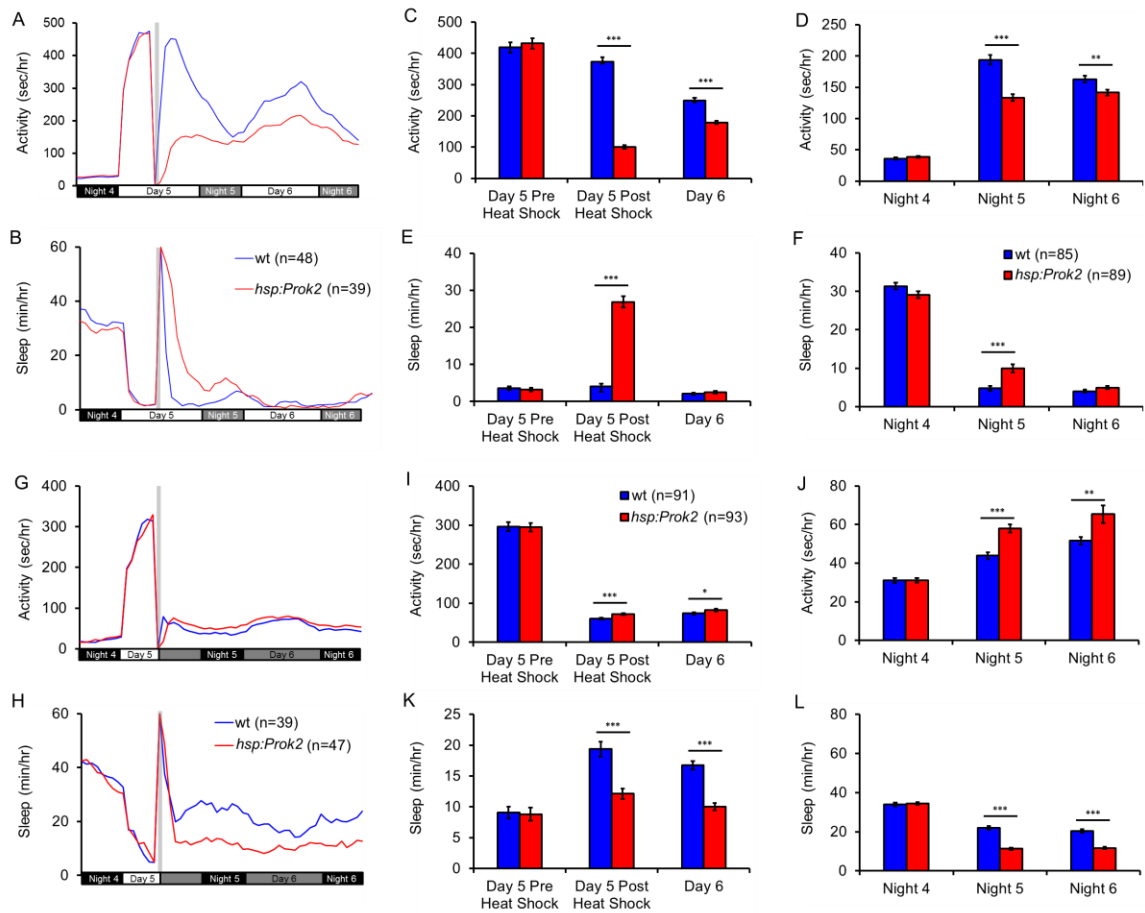 A
Activity (sec/hr)
500
400
300
200
100
0
Night 4 Day 5 Night 5 Day 6 Night 6
C
Activity (sec/hr)
500
400
300
200
100
0
***
***
Day 5 Pre Heat Shock
Day 5 Post Heat Shock
Day 6
D
Activity (sec/hr)
250
200
150
100
50
0
***
**
Night 4 Night 5 Night 6
B
Sleep (min/hr)
60
40
20
0
wt (n=48)
hsp:Prok2 (n=39)
Night 4 Day 5 Night 5 Day 6 Night 6
E
Sleep (min/hr)
40
30
20
10
0
***
Day 5 Pre Heat Shock
Day 5 Post Heat Shock
Day 6
F
Sleep (min/hr)
40
30
20
10
0
wt (n=85)
hsp:Prok2 (n=89)
***
Night 4 Night 5 Night 6
G
Activity (sec/hr)
400
300
200
100
0
Night 4 Day 5 Night 5 Day 6 Night 6
I
Activity (sec/hr)
400
300
200
100
0
wt (n=91)
hsp:Prok2 (n=93)
***
*
Day 5 Pre Heat Shock
Day 5 Post Heat Shock
Day 6
J
Activity (sec/hr)
80
60
40
20
0
***
**
Night 4 Night 5 Night 6
H
Sleep (min/hr)
60
40
20
0
wt (n=39)
hsp:Prok2 (n=47)
Night 4 Day 5 Night 5 Day 6 Night 6
K
Sleep (min/hr)
25
20
15
10
5
0
***
***
Day 5 Pre Heat Shock
Day 5 Post Heat Shock
Day 6
L
Sleep (min/hr)
80
60
40
20
0
***
***
Night 4 Night 5 Night 6